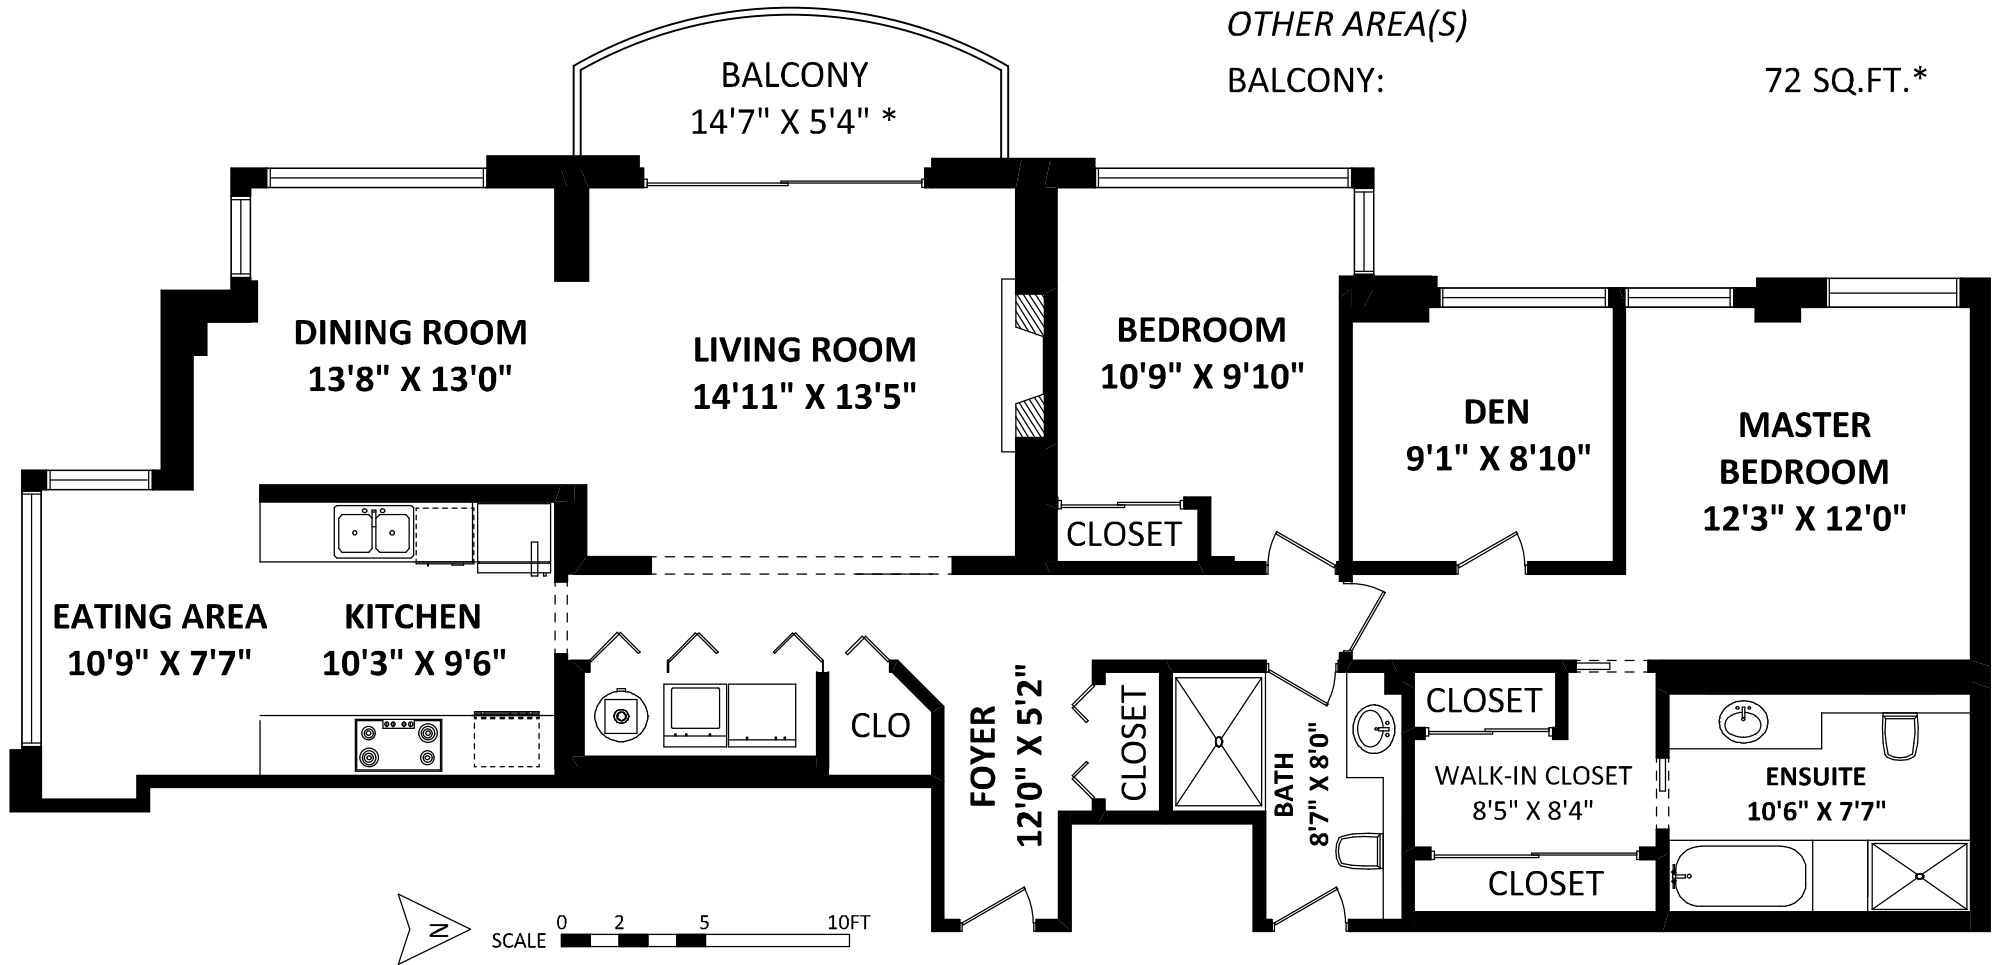 OTHER AREA(S)
BALCONY: 72 SQ.FT.*
BALCONY
14'7" X 5'4" *
DINING ROOM
13'8" X 13'0"
LIVING ROOM
14'11" X 13'5"
BEDROOM
10'9" X 9'10"
CLOSET
DEN
9'1" X 8'10"
MASTER
BEDROOM
12'3" X 12'0"
EATING AREA
10'9" X 7'7"
KITCHEN
10'3" X 9'6"
CLO
FOYER
12'0" X 5'2"
CLOSET
BATH
8'7" X 8'0"
CLOSET
WALK-IN CLOSET
8'5" X 8'4"
CLOSET
ENSUITE
10'6" X 7'7"
N
SCALE 0 2 5 10FT